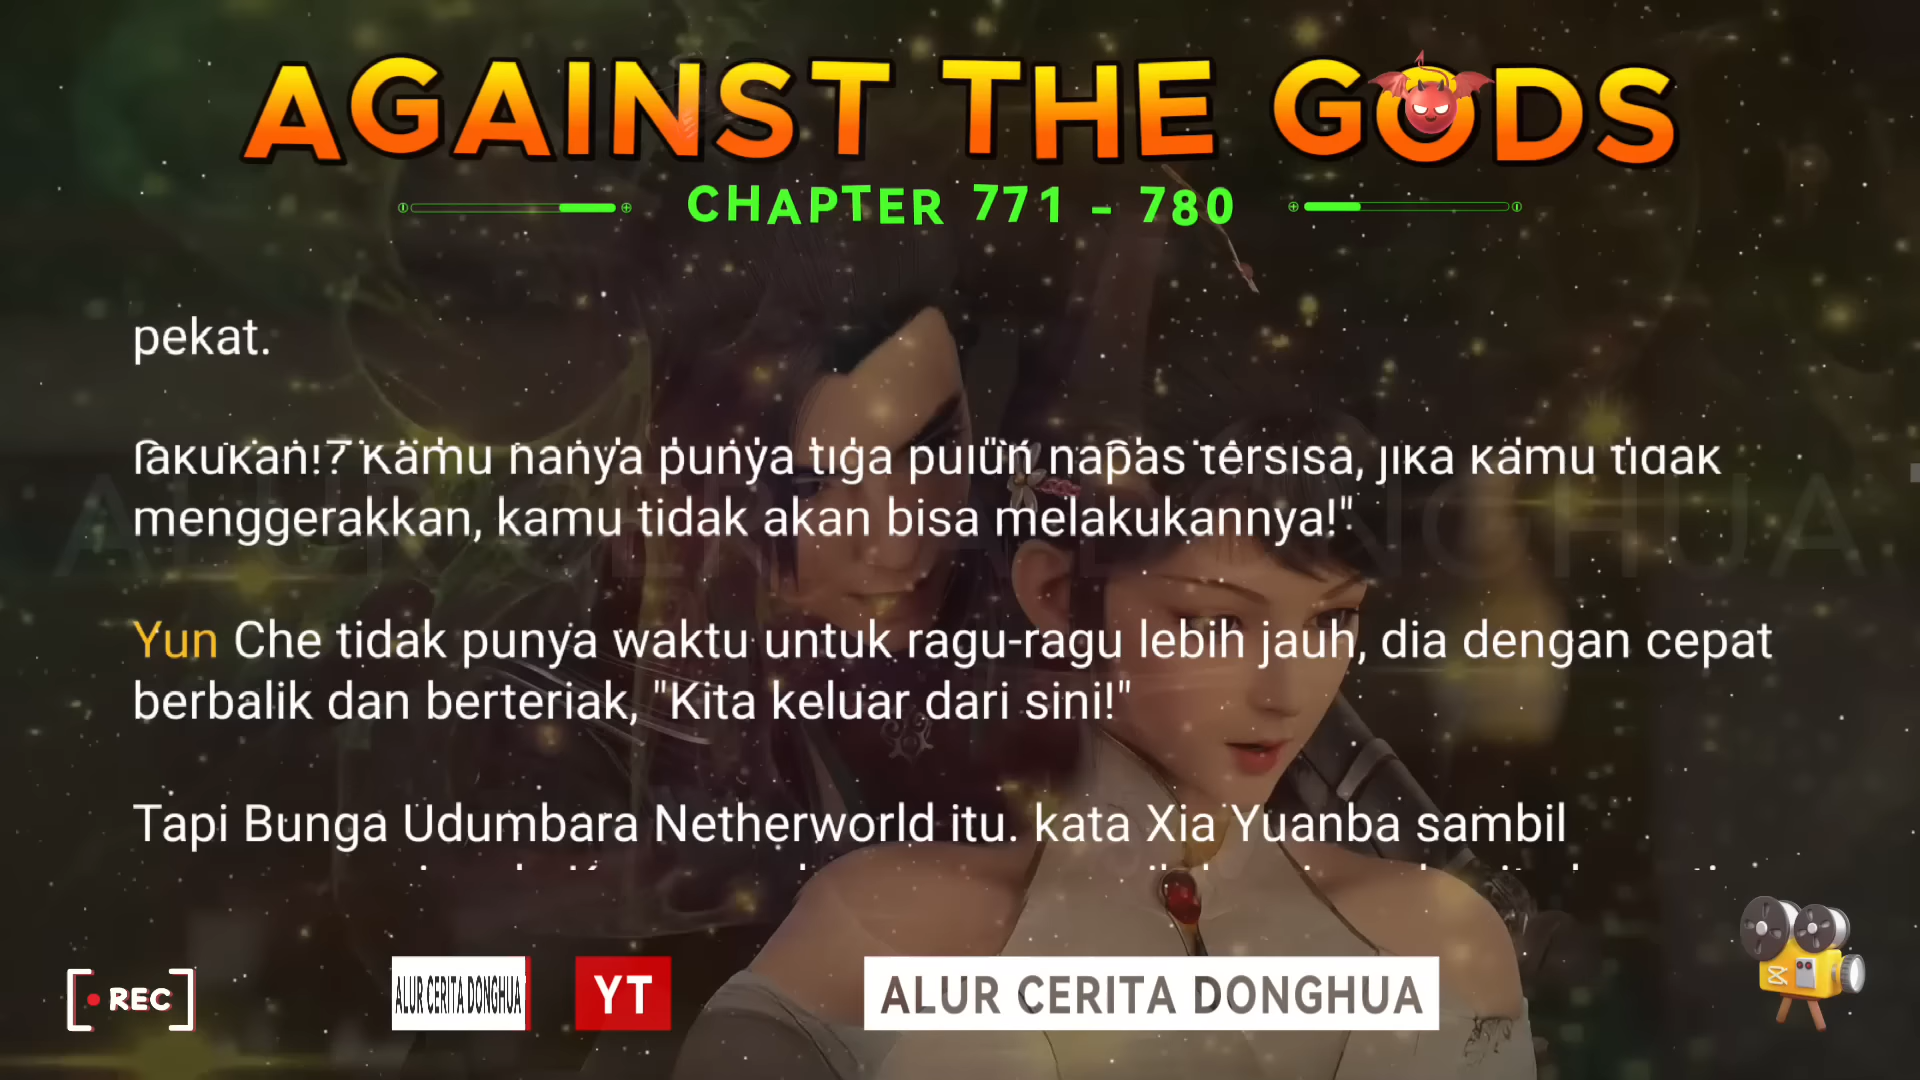 AGAINST THE GODS
CHAPTER 771 - 780
pekat.
lakukan!? Kamu hanya punya tiga puluh napas tersisa, jika kamu tidak
menggerakkan, kamu tidak akan bisa melakukannya!"
Yun Che tidak punya waktu untuk ragu-ragu lebih jauh, dia dengan cepat
berbalik dan berteriak, "Kita keluar dari sini!"
Tapi Bunga Udumbara Netherworld itu. kata Xia Yuanba sambil
ALUR CERITA DONGHUA
REC
ALUR CERITA DONGHUA
YT
ALUR CERITA DONGHUA